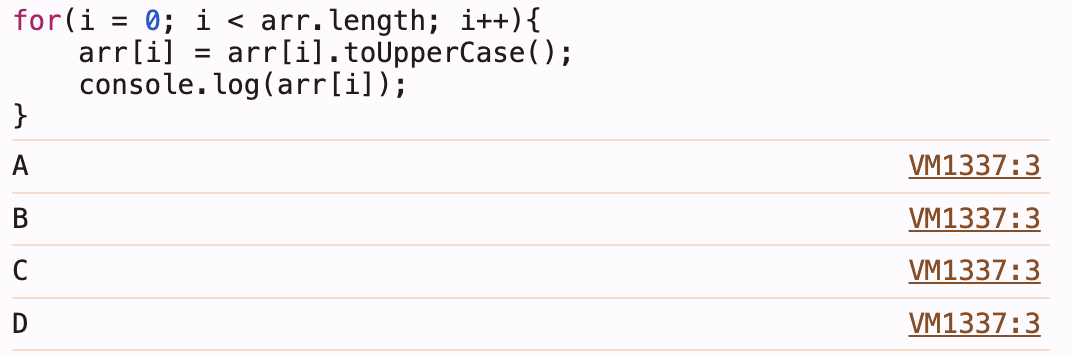 for(i = 0; i < arr.length; i++){
    arr[i] = arr[i].toUpperCase();
    console.log(arr[i]);
}
A VM1337:3
B VM1337:3
C VM1337:3
D VM1337:3